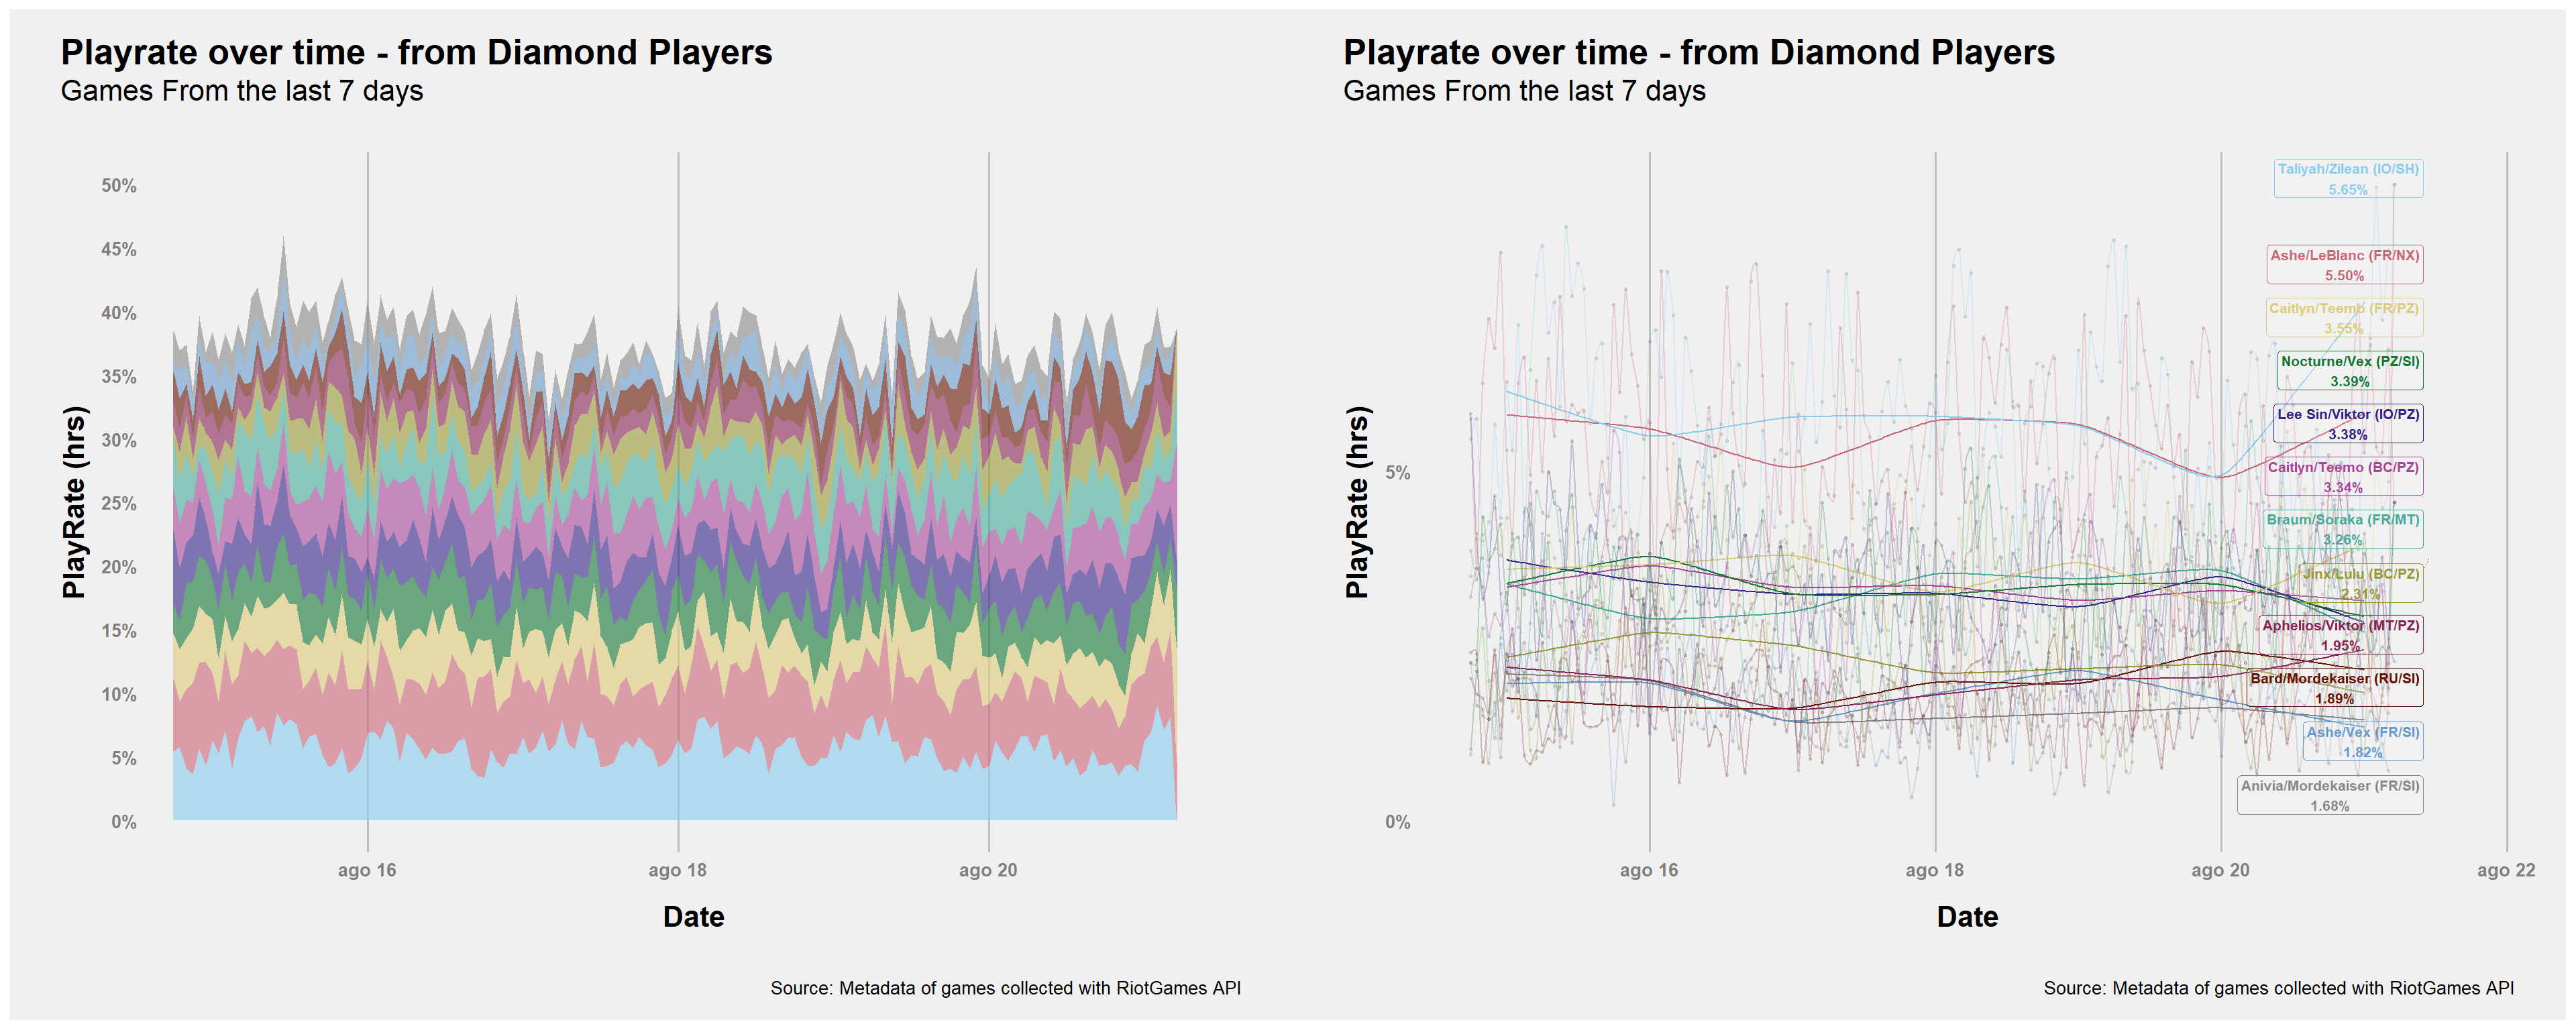 Playrate over time - from Diamond Players
Games From the last 7 days
50%
45%
40%
35%
30%
25%
20%
15%
10%
5%
0%
PlayRate (hrs)
ago 16
ago 18
ago 20
Date
Source: Metadata of games collected with RiotGames API
Playrate over time - from Diamond Players
Games From the last 7 days
5%
0%
PlayRate (hrs)
Taliyah/Zilean (IO/SH)
5.65%
Ashe/LeBlanc (FR/NX)
5.50%
Caitlyn/Teemo (FR/PZ)
3.55%
Nocturne/Vex (PZ/SI)
3.39%
Lee Sin/Viktor (IO/PZ)
3.38%
Caitlyn/Teemo (BC/PZ)
3.34%
Braum/Soraka (FR/MT)
3.26%
Jinx/Lulu (BC/PZ)
2.31%
Aphelios/Viktor (MT/PZ)
1.95%
Bard/Mordekaiser (RU/SI)
1.89%
Ashe/Vex (FR/SI)
1.82%
Anivia/Mordekaiser (FR/SI)
1.68%
ago 16
ago 18
ago 20
ago 22
Date
Source: Metadata of games collected with RiotGames API